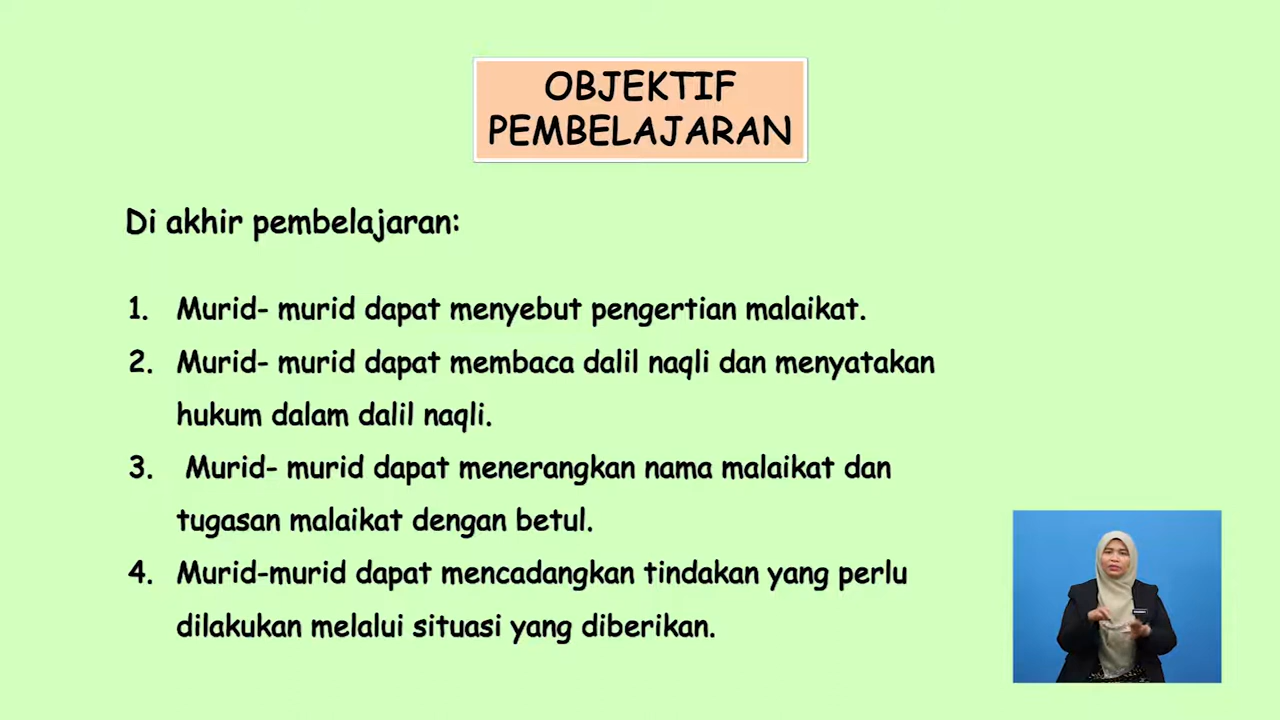 OBJEKTIF
PEMBELAJARAN
Di akhir pembelajaran:
1. Murid- murid dapat menyebut pengertian malaikat.
2. Murid- murid dapat membaca dalil naqli dan menyatakan
hukum dalam dalil naqli.
3. Murid- murid dapat menerangkan nama malaikat dan
tugasan malaikat dengan betul.
4. Murid-murid dapat mencadangkan tindakan yang perlu
dilakukan melalui situasi yang diberikan.